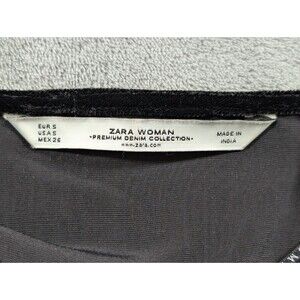 EUR S
USA S
MEX 26
ZARA WOMAN
•PREMIUM DENIM COLLECTION•
www.zara.com
MADE IN
INDIA
M